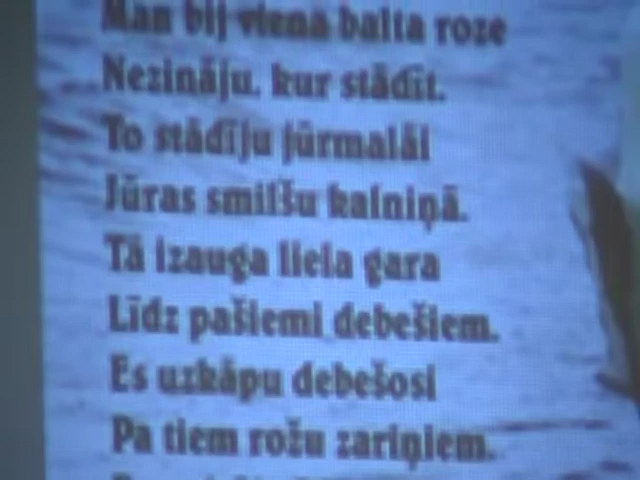 Man bij viena balta roze
Nezināju, kur stādīt.
To stādīju jūrmalāi
Jūras smilšu kalniņā.
Tā izauga liela gara
Līdz pašiemi debešiem.
Es uzkāpu debešosi
Pa tiem rožu zariņiem.